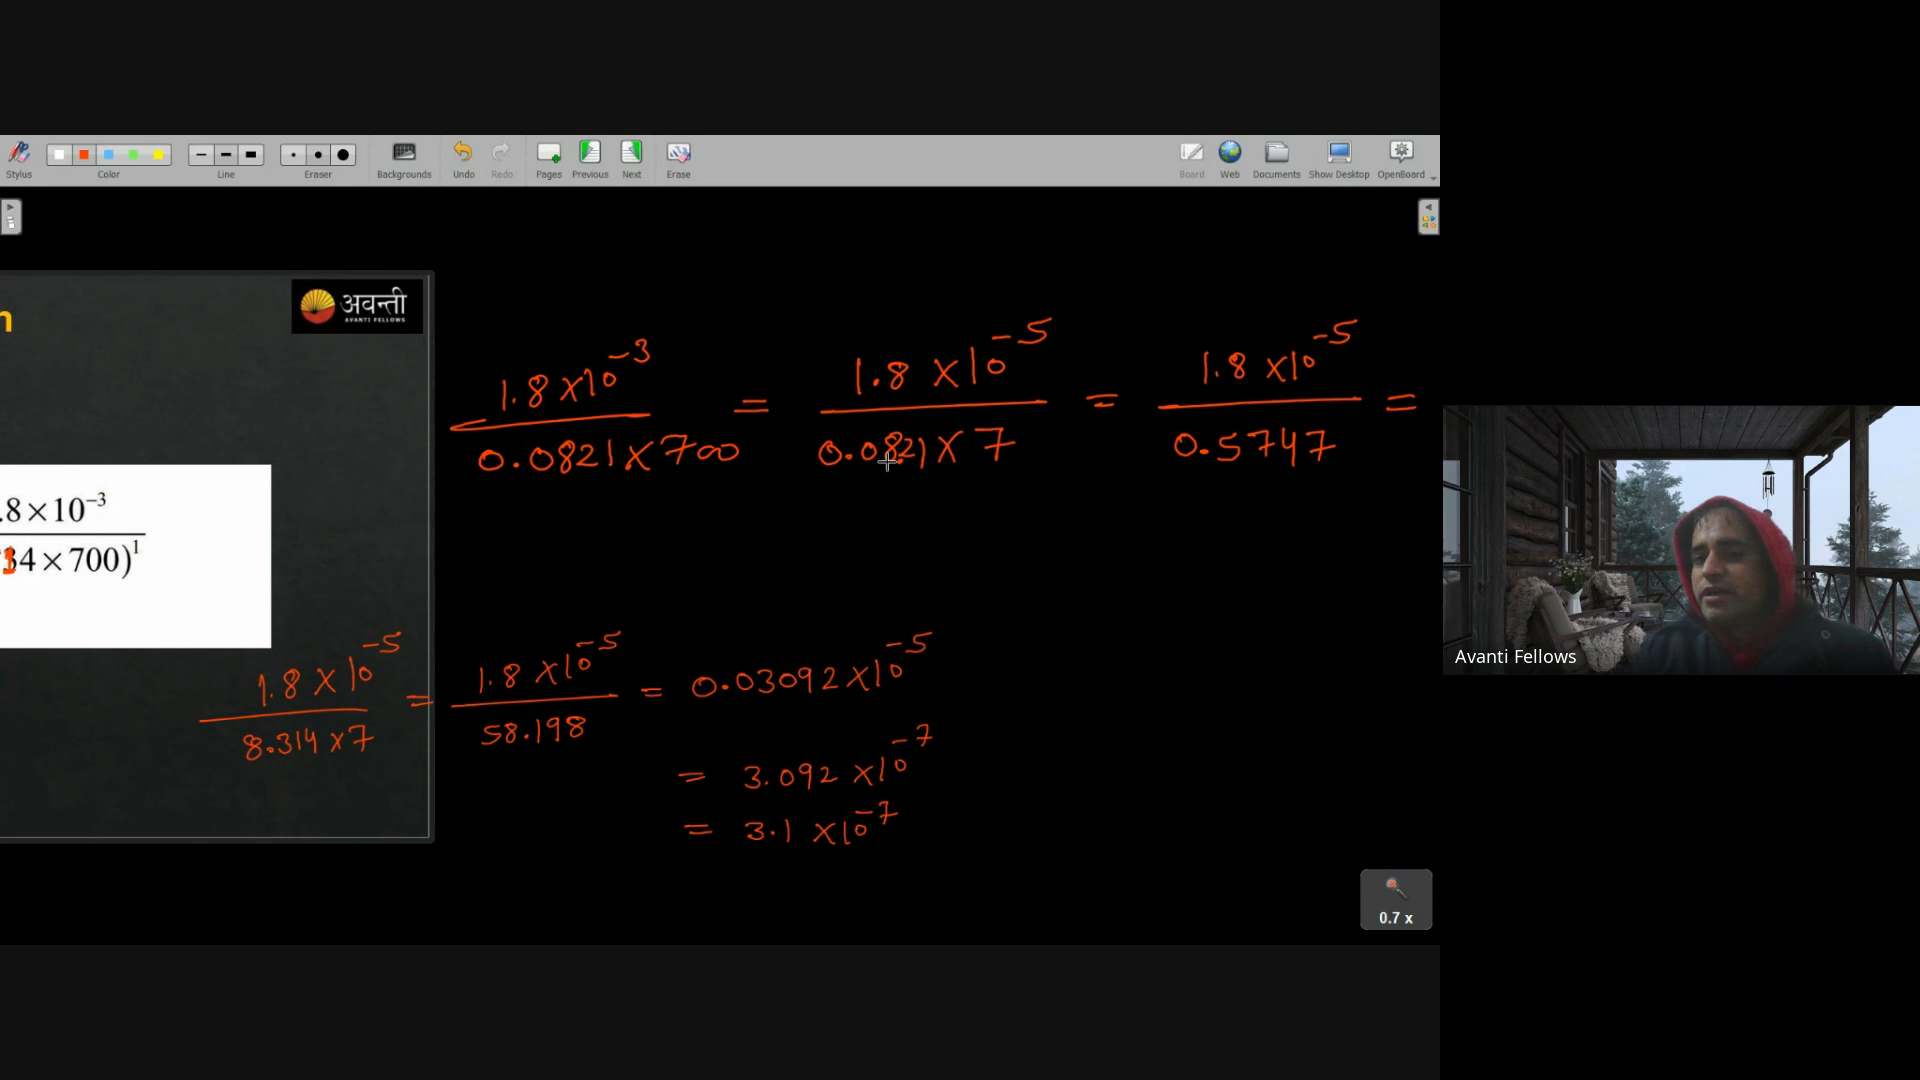 Stylus Color Line Eraser Backgrounds Undo Redo Pages Previous Next Erase Board Web Documents Show Desktop OpenBoard
n
अवन्ती
AVANTI FELLOWS
1.8 × 10^-3 / 0.0821 × 700 = 1.8 × 10^-5 / 0.0821 × 7 = 1.8 × 10^-5 / 0.5747 =
.8 × 10^-3
14 × 700)^1
1.8 × 10^-5 / 8.314 × 7 = 1.8 × 10^-5 / 58.198 = 0.03092 × 10^-5
= 3.092 × 10^-7
= 3.1 × 10^-7
Avanti Fellows
0.7 x